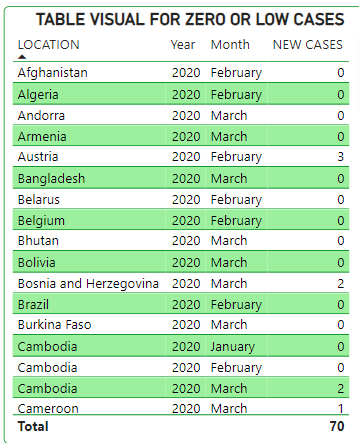 TABLE VISUAL FOR ZERO OR LOW CASES
LOCATION Year Month NEW CASES
Afghanistan 2020 February 0
Algeria 2020 February 0
Andorra 2020 March 0
Armenia 2020 March 0
Austria 2020 February 3
Bangladesh 2020 March 0
Belarus 2020 February 0
Belgium 2020 February 0
Bhutan 2020 March 0
Bolivia 2020 March 0
Bosnia and Herzegovina 2020 March 2
Brazil 2020 February 0
Burkina Faso 2020 March 0
Cambodia 2020 January 0
Cambodia 2020 February 0
Cambodia 2020 March 2
Cameroon 2020 March 1
Total 70